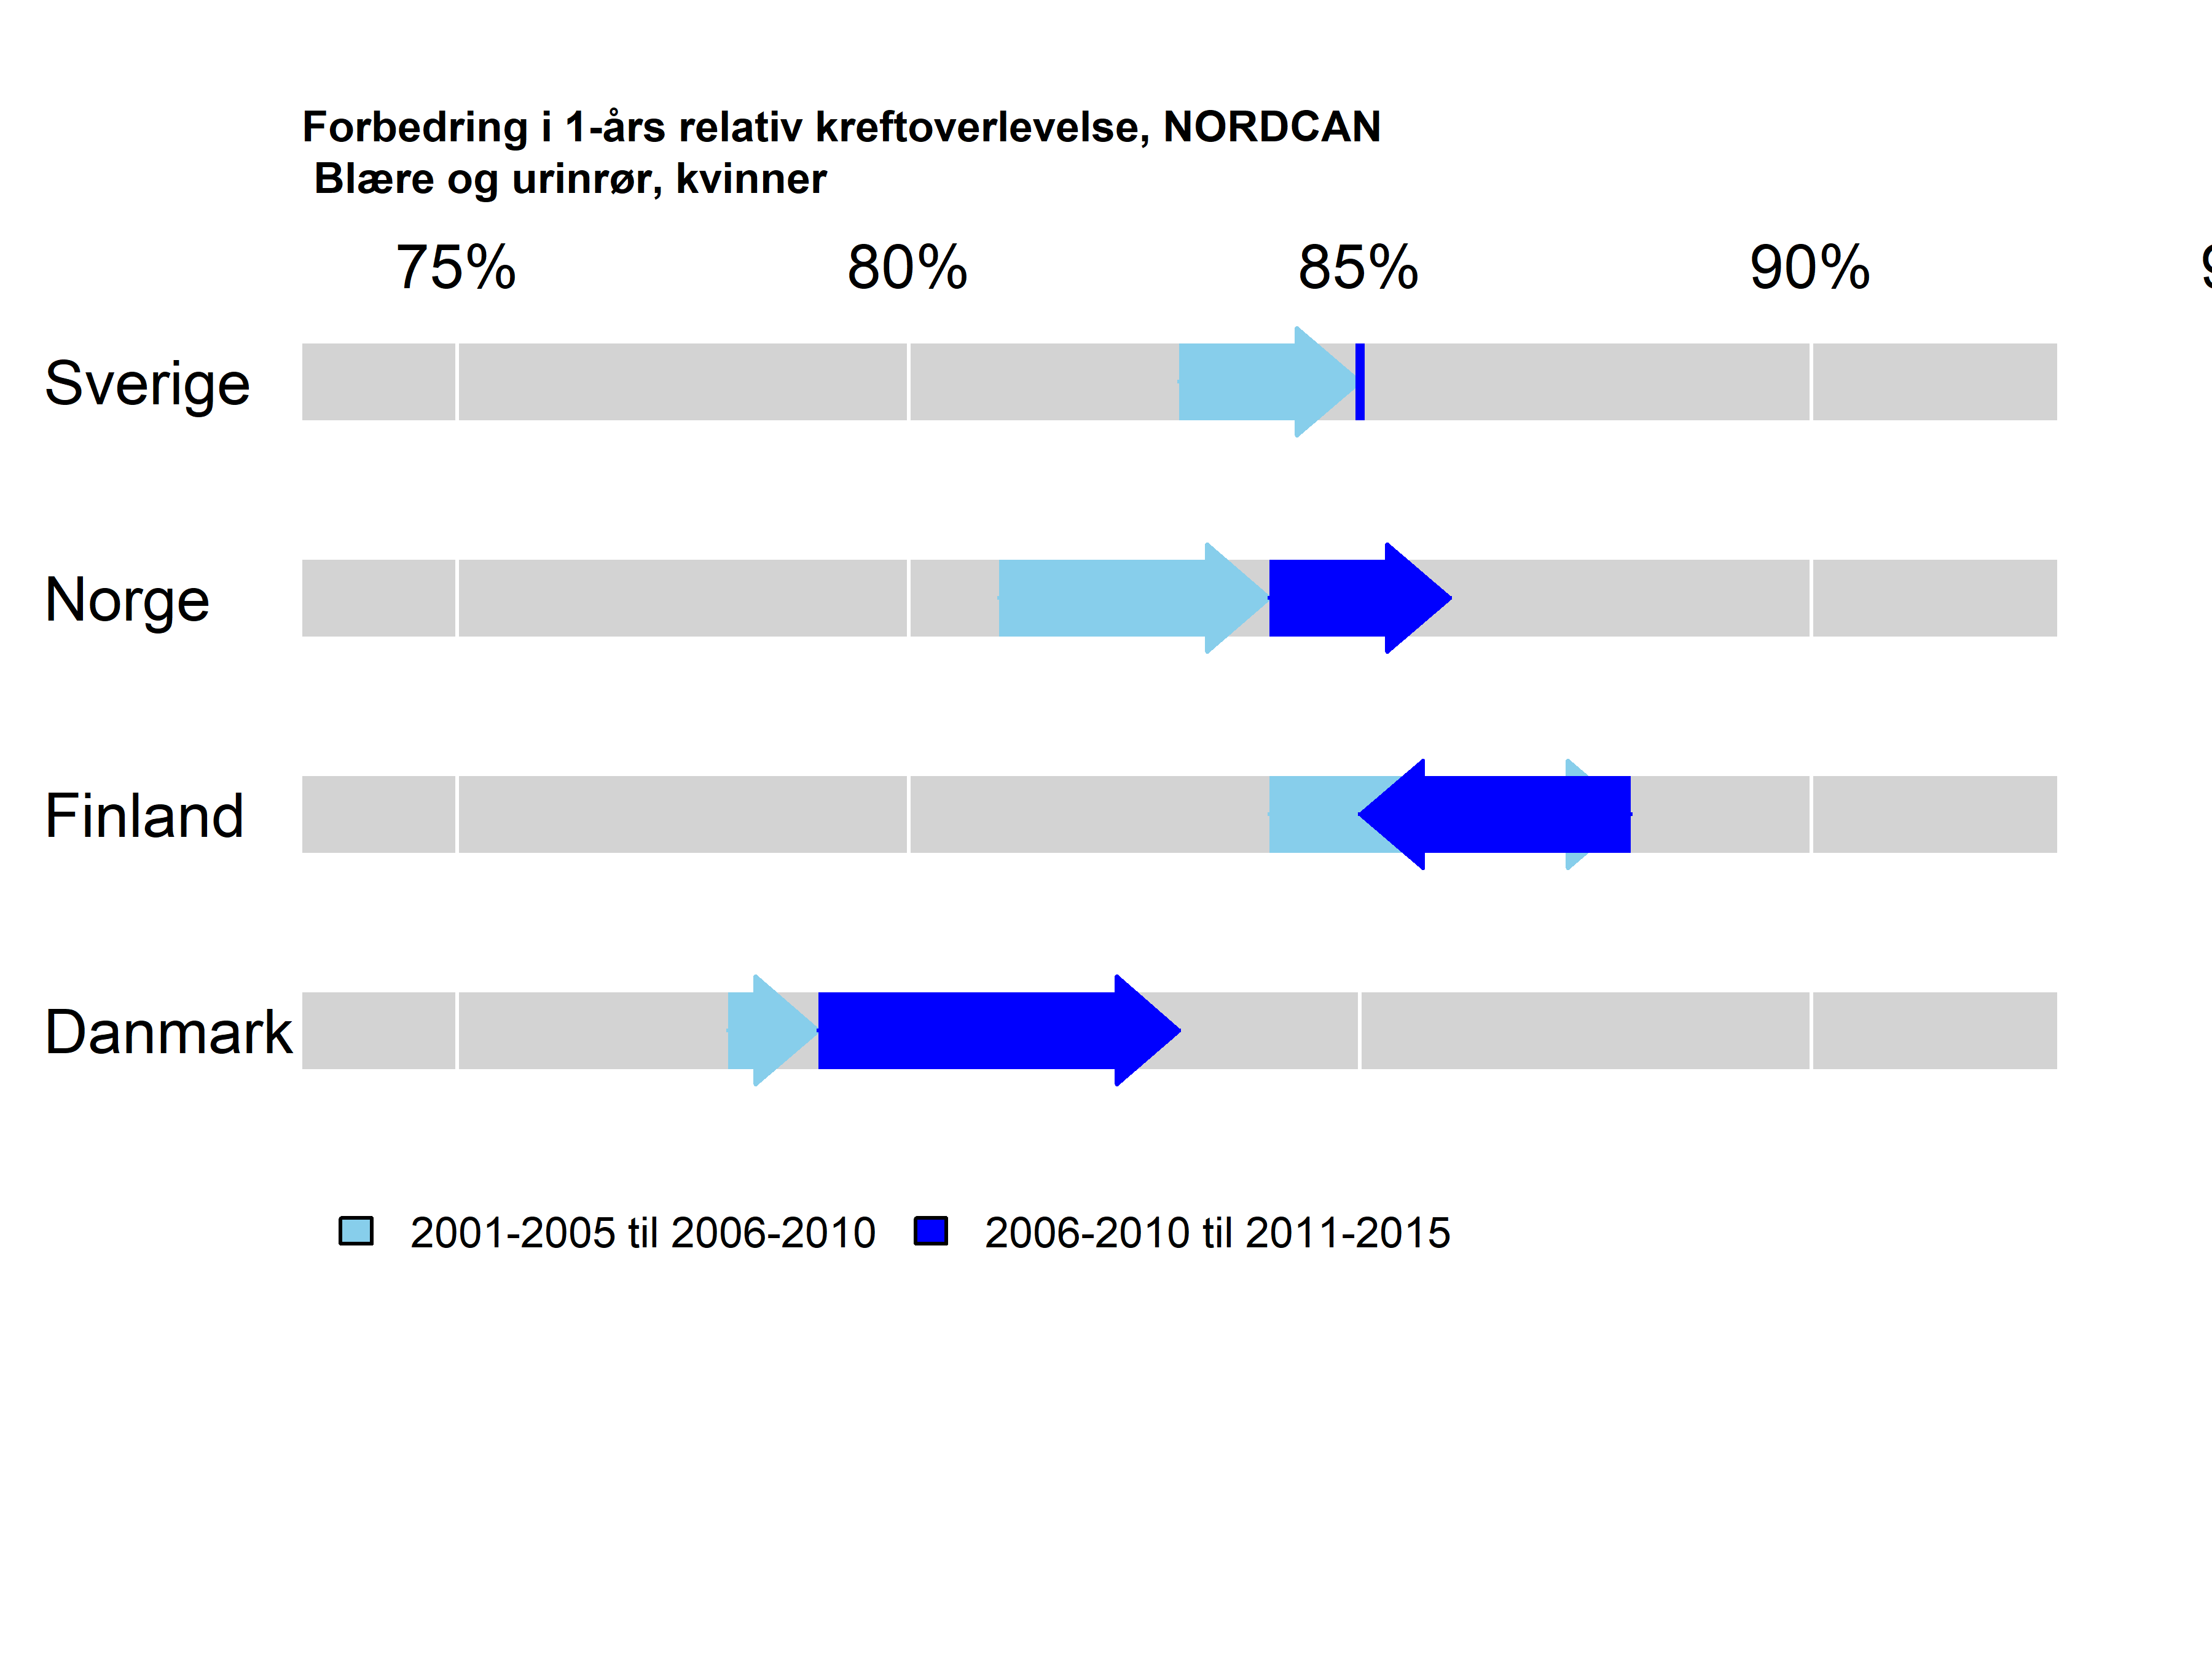 Forbedring i 1-års relativ kreftoverlevelse, NORDCAN
Blære og urinrør, kvinner
75% 80% 85% 90%
Sverige
Norge
Finland
Danmark
2001-2005 til 2006-2010 2006-2010 til 2011-2015